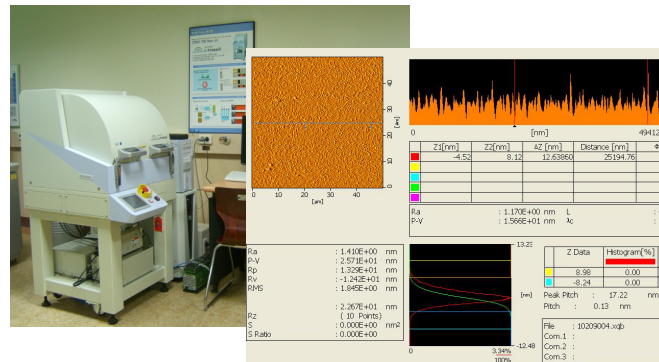 40
30
20
10
0
[µm]
0 10 20 30 40
[µm]
0 [nm] 49413
Z1[nm] Z2[nm] ΔZ [nm] Distance [nm] Φ
-4.52 8.12 12.63860 25194.76
Ra : 1.170E+00 nm L :
P-V : 1.566E+01 nm λc :
Ra : 1.410E+00 nm
P-V : 2.571E+01 nm
Rp : 1.329E+01 nm
Rv : -1.242E+01 nm
RMS : 1.845E+00 nm
: 2.267E+01 nm
Rz ( 10 Points)
S : 0.000E+00 nm2
S Ratio : 0.000E+00
13.29
[nm]
-12.48
0 3.34%
100%
Z Data Histogram[%]
8.98 0.00
-8.24 0.00
Peak Pitch : 17.22 nm
Pitch : 0.13 nm
File : 10209004.xqb
Com.1 :
Com.2 :
Com.3 :